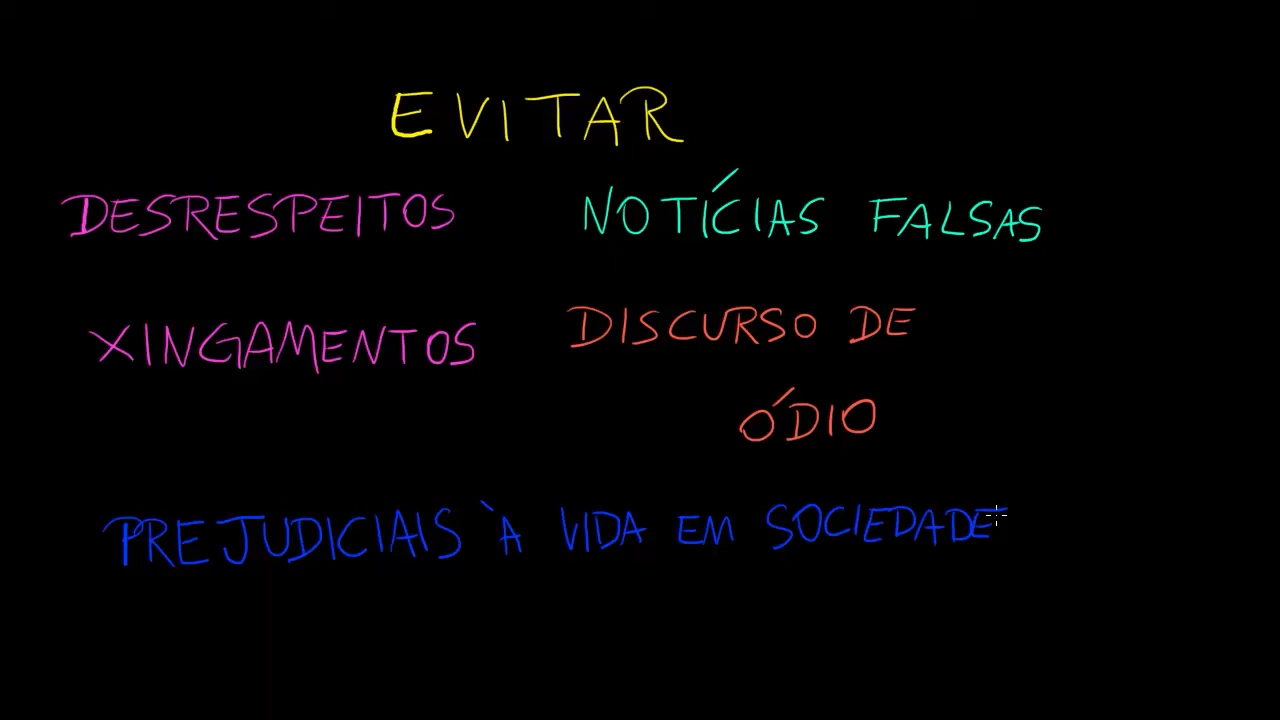 EVITAR
DESRESPEITOS NOTÍCIAS FALSAS
XINGAMENTOS DISCURSO DE
ÓDIO
PREJUDICIAIS À VIDA EM SOCIEDADE